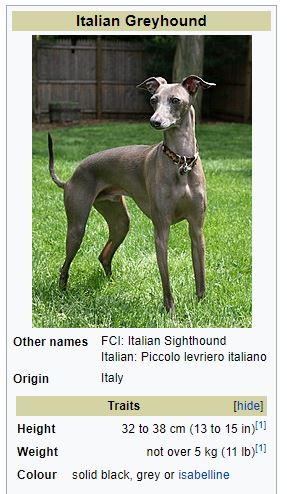 Italian Greyhound
Other names FCI: Italian Sighthound
Italian: Piccolo levriero italiano
Origin Italy
Traits [hide]
Height 32 to 38 cm (13 to 15 in)[1]
Weight not over 5 kg (11 lb)[1]
Colour solid black, grey or isabelline